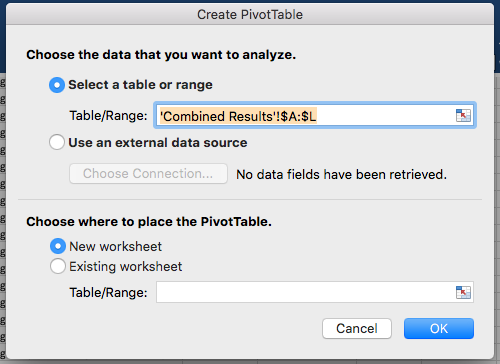 Create PivotTable
Choose the data that you want to analyze.
Select a table or range
Table/Range: 'Combined Results'!$A:$L
Use an external data source
Choose Connection... No data fields have been retrieved.
Choose where to place the PivotTable.
New worksheet
Existing worksheet
Table/Range:
Cancel OK